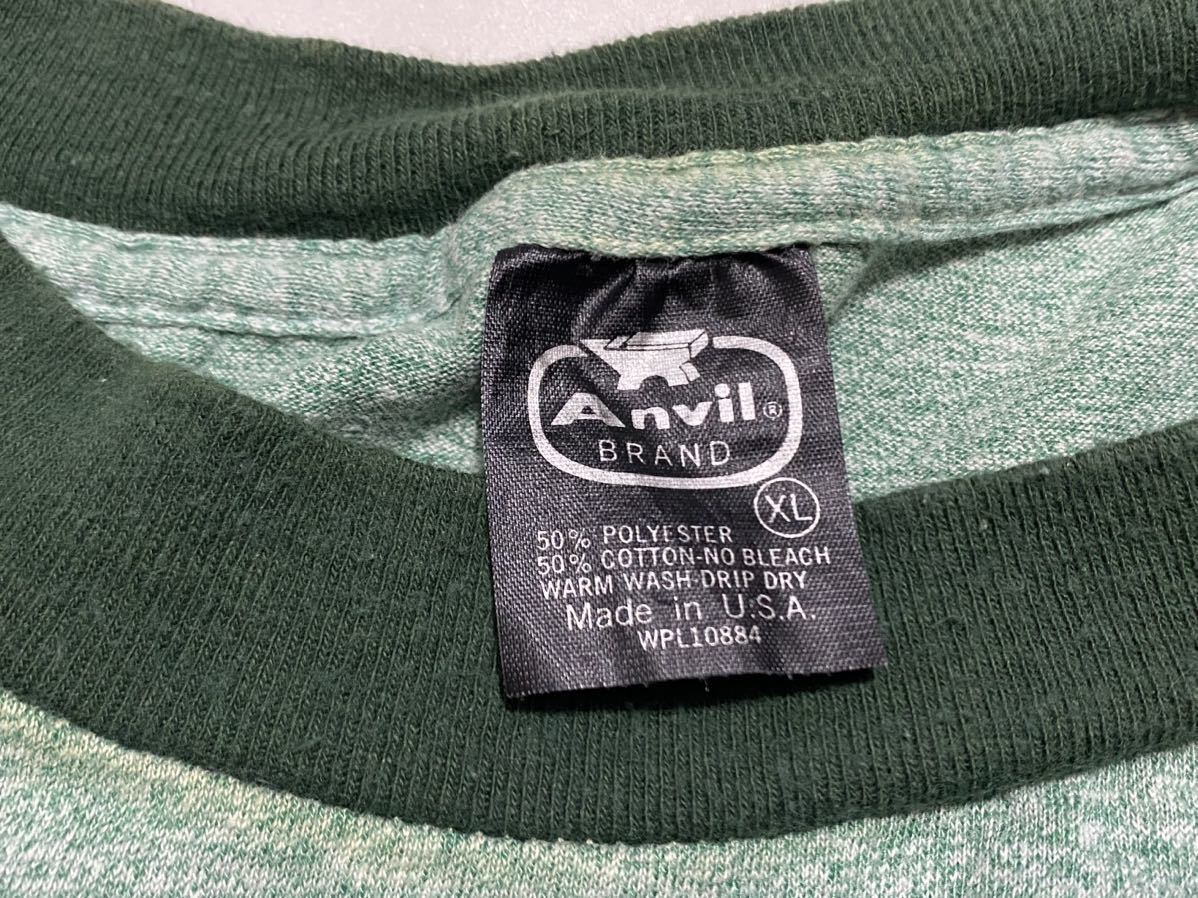 Anvil®
BRAND
XL
50% POLYESTER
50% COTTON-NO BLEACH
WARM WASH-DRIP DRY
Made in U.S.A.
WPL10884